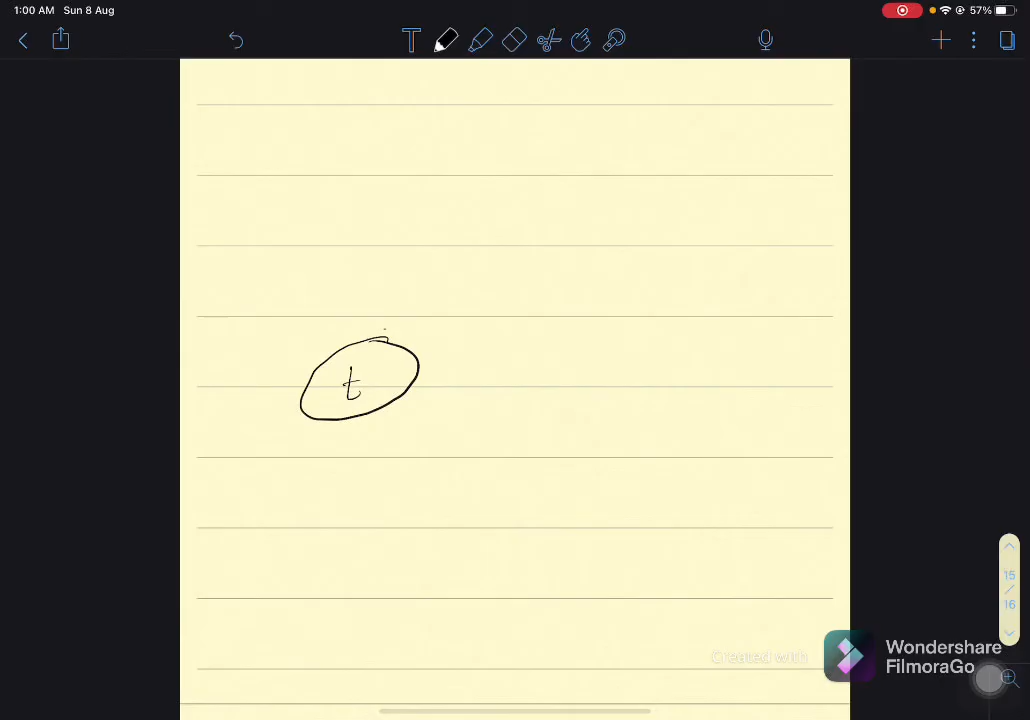 1:00 AM Sun 8 Aug 57%
T
t
15
/
16
Created with
Wondershare
FilmoraGo